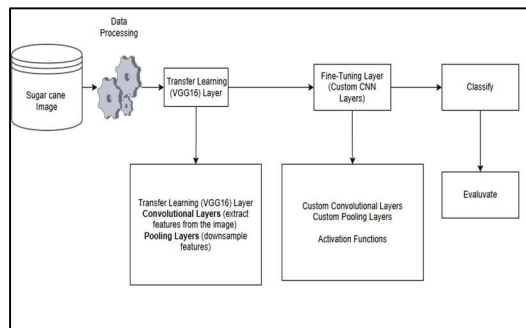 Data
Processing
Sugar cane
Image
Transfer Learning
(VGG16) Layer
Fine-Tuning Layer
(Custom CNN
Layers)
Classify
Transfer Learning (VGG16) Layer
Convolutional Layers (extract
features from the image)
Pooling Layers (downsample
features)
Custom Convolutional Layers
Custom Pooling Layers
Activation Functions
Evaluvate